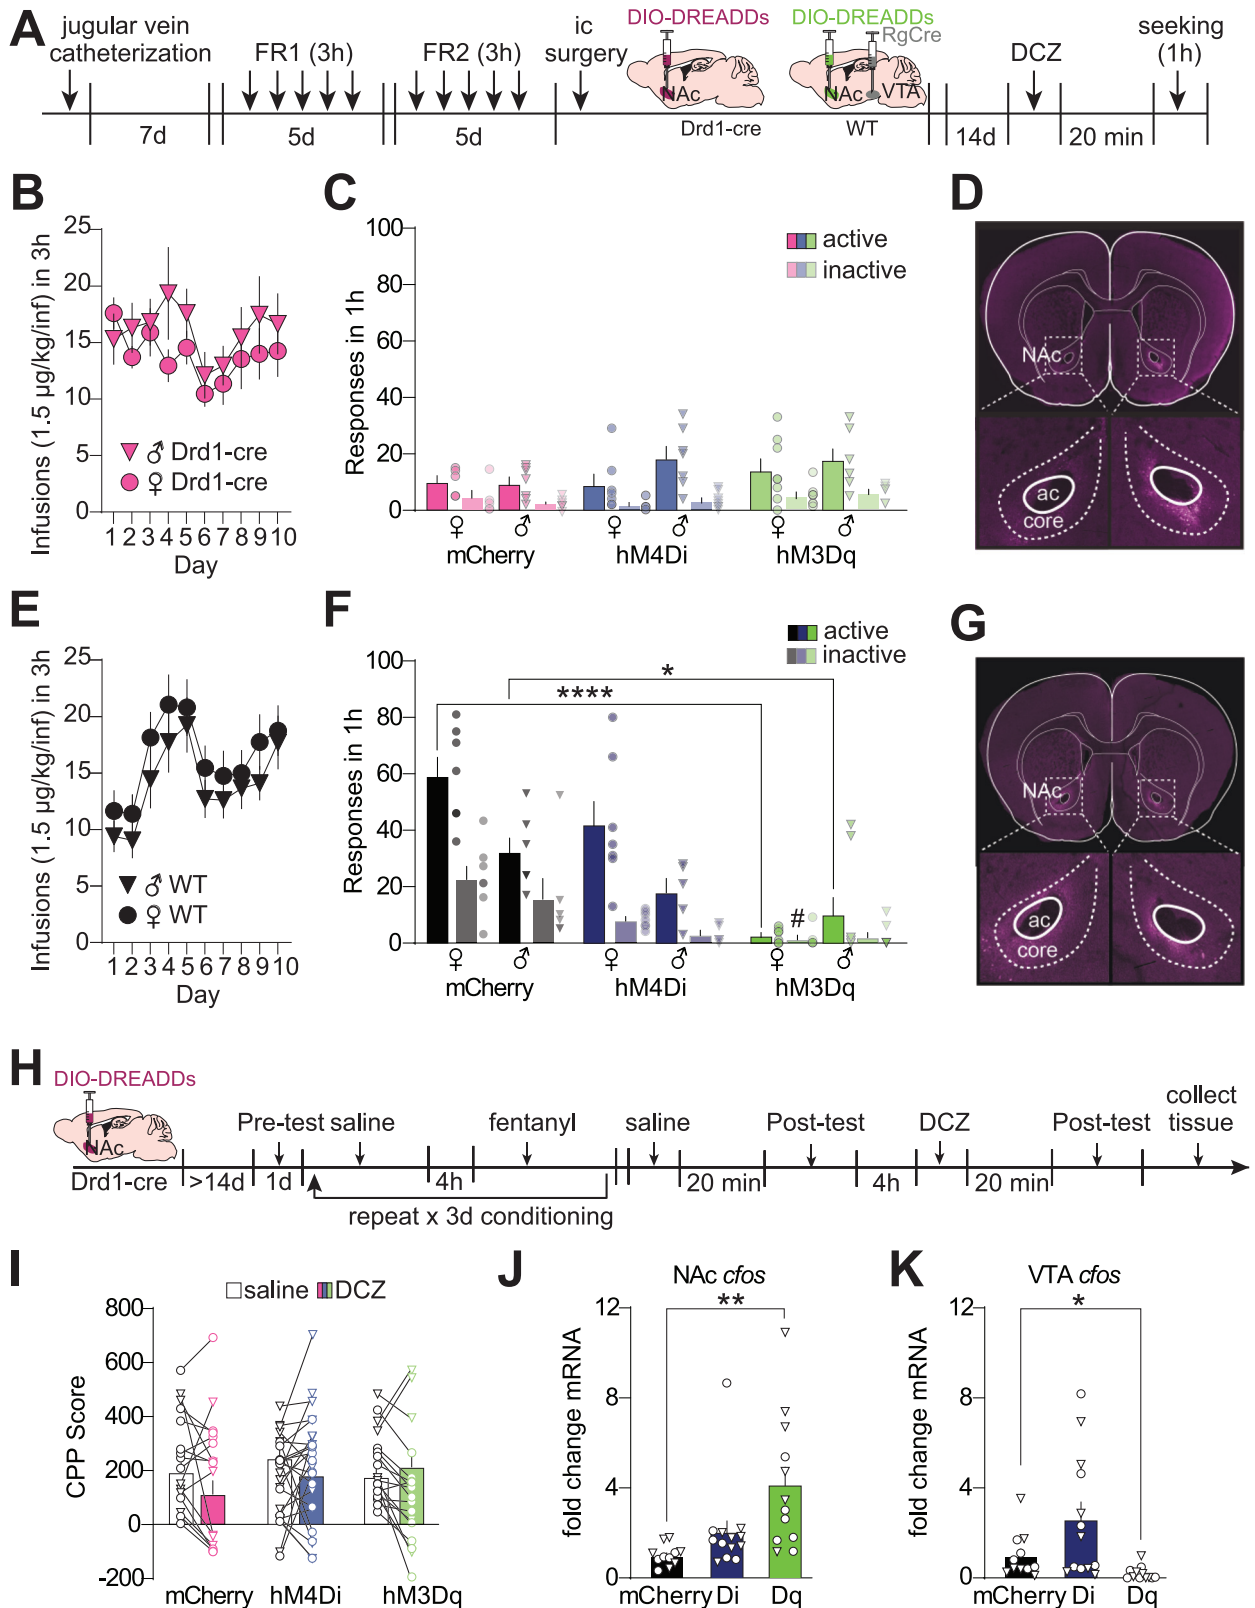 A
jugular vein
catheterization
FR1 (3h)
FR2 (3h)
ic
surgery
DIO-DREADDs
NAc
Drd1-cre
DIO-DREADDs
RgCre
NAc
VTA
WT
DCZ
seeking
(1h)
7d
5d
5d
14d
20 min
B
Infusions (1.5 µg/kg/inf) in 3h
25
20
15
10
5
0
♂ Drd1-cre
♀ Drd1-cre
1 2 3 4 5 6 7 8 9 10
Day
C
Responses in 1h
100
80
60
40
20
0
active
inactive
♀ ♂ ♀ ♂ ♀ ♂
mCherry hM4Di hM3Dq
D
NAc
ac
core
E
Infusions (1.5 µg/kg/inf) in 3h
25
20
15
10
5
0
♂ WT
♀ WT
1 2 3 4 5 6 7 8 9 10
Day
F
Responses in 1h
100
80
60
40
20
0
active
inactive
*
****
#
♀ ♂ ♀ ♂ ♀ ♂
mCherry hM4Di hM3Dq
G
NAc
ac
core
H
DIO-DREADDs
NAc
Drd1-cre
Pre-test
saline
fentanyl
saline
Post-test
DCZ
Post-test
collect
tissue
>14d
1d
4h
20 min
4h
20 min
repeat x 3d conditioning
I
saline
DCZ
CPP Score
800
600
400
200
0
-200
mCherry hM4Di hM3Dq
J
NAc cfos
**
fold change mRNA
12
8
4
0
mCherry Di Dq
K
VTA cfos
*
fold change mRNA
12
8
4
0
mCherry Di Dq